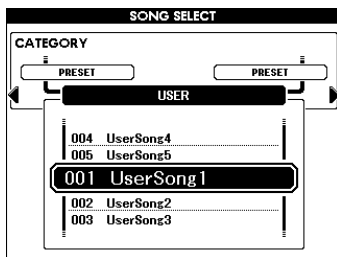 SONG SELECT
CATEGORY
PRESET PRESET
USER
004 UserSong4
005 UserSong5
001 UserSong1
002 UserSong2
003 UserSong3